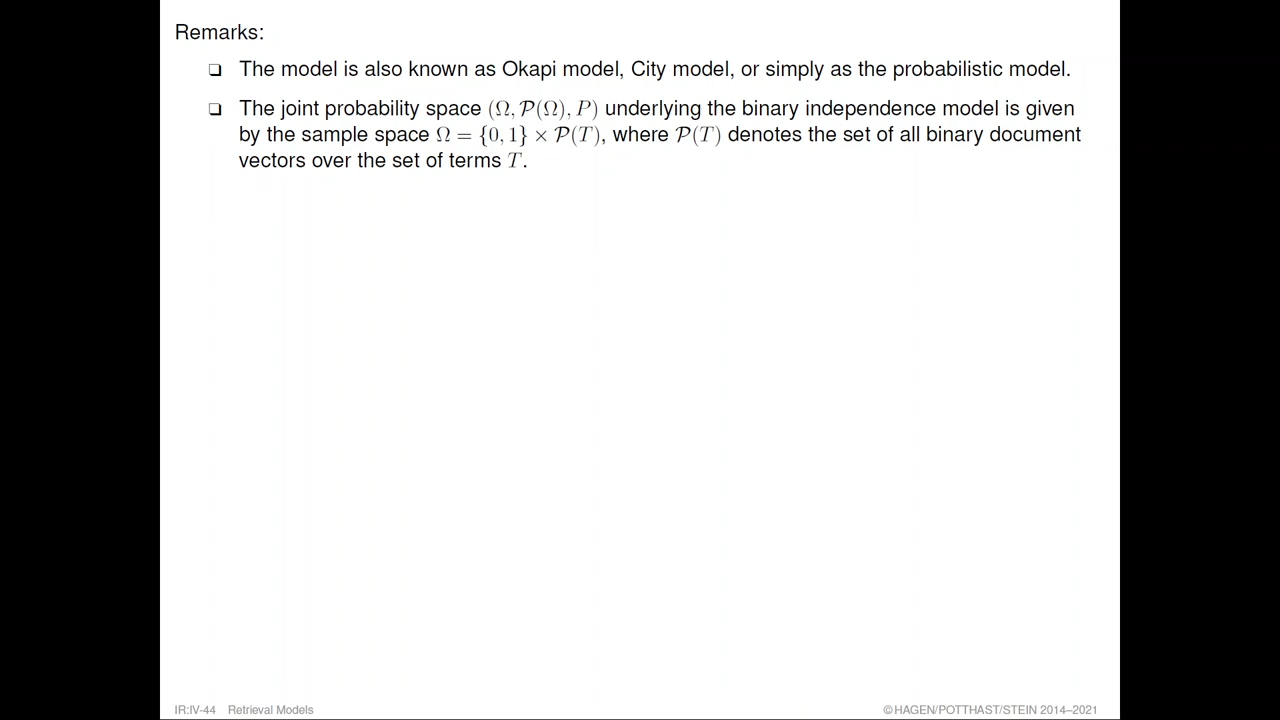 Remarks:
❑ The model is also known as Okapi model, City model, or simply as the probabilistic model.
❑ The joint probability space (Ω, 𝒫(Ω), P) underlying the binary independence model is given
by the sample space Ω = {0, 1} × 𝒫(T), where 𝒫(T) denotes the set of all binary document
vectors over the set of terms T.
IR:IV-44 Retrieval Models
©HAGEN/POTTHAST/STEIN 2014–2021